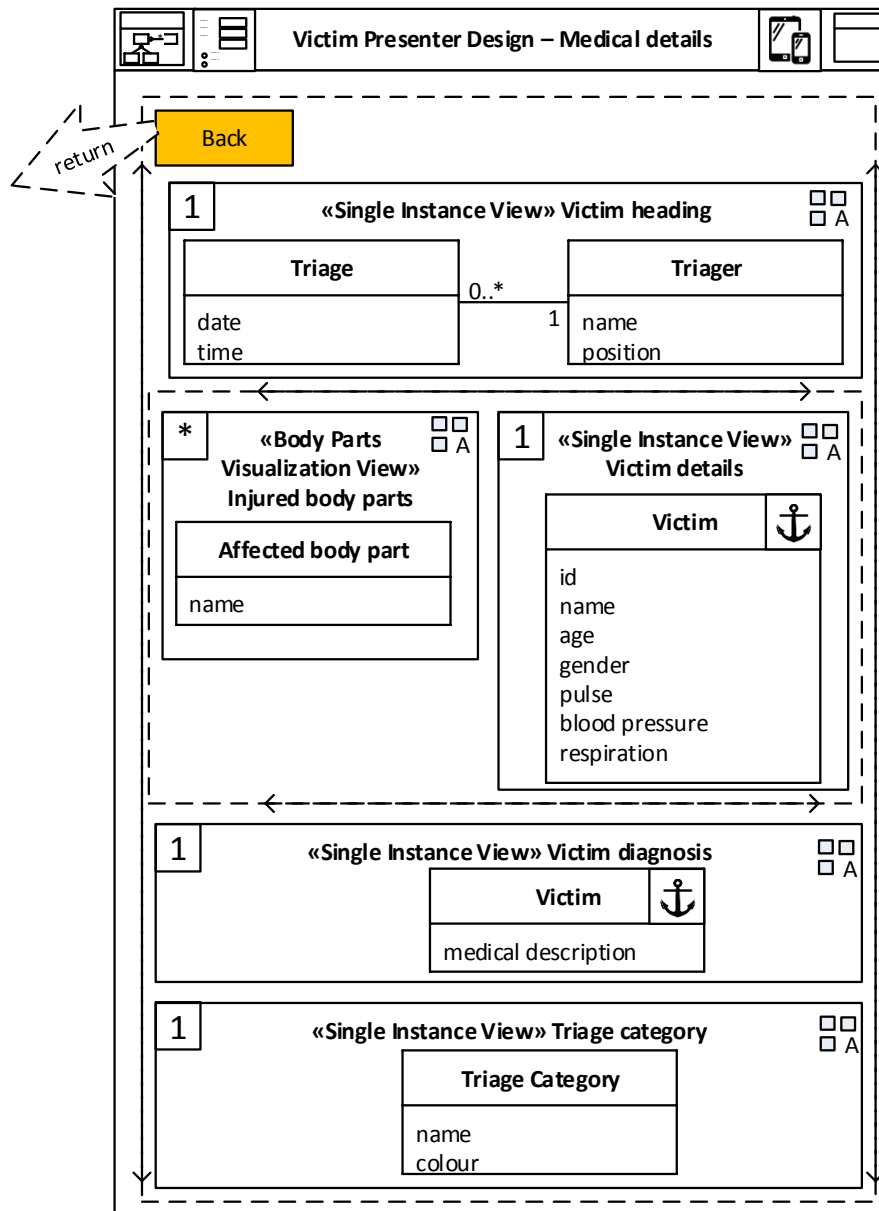 Victim Presenter Design – Medical details
Back
return
1
«Single Instance View» Victim heading
A
Triage
date
time
0..*
1
Triager
name
position
*
«Body Parts
Visualization View»
Injured body parts
A
Affected body part
name
1
«Single Instance View»
Victim details
A
Victim
id
name
age
gender
pulse
blood pressure
respiration
1
«Single Instance View» Victim diagnosis
A
Victim
medical description
1
«Single Instance View» Triage category
A
Triage Category
name
colour